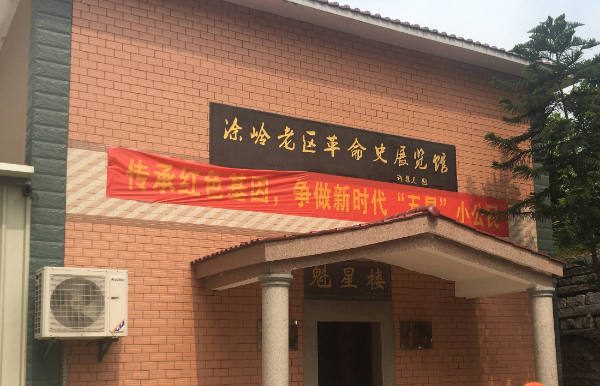 涂岭老区革命史展览馆
传承红色基因,争做新时代“五星”小公民
魁星楼